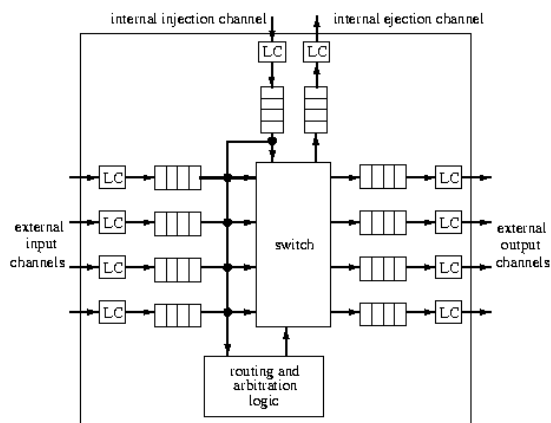 internal injection channel
internal ejection channel
LC
LC
LC
LC
LC
LC
external
input
channels
switch
external
output
channels
LC
LC
LC
LC
routing and
arbitration
logic